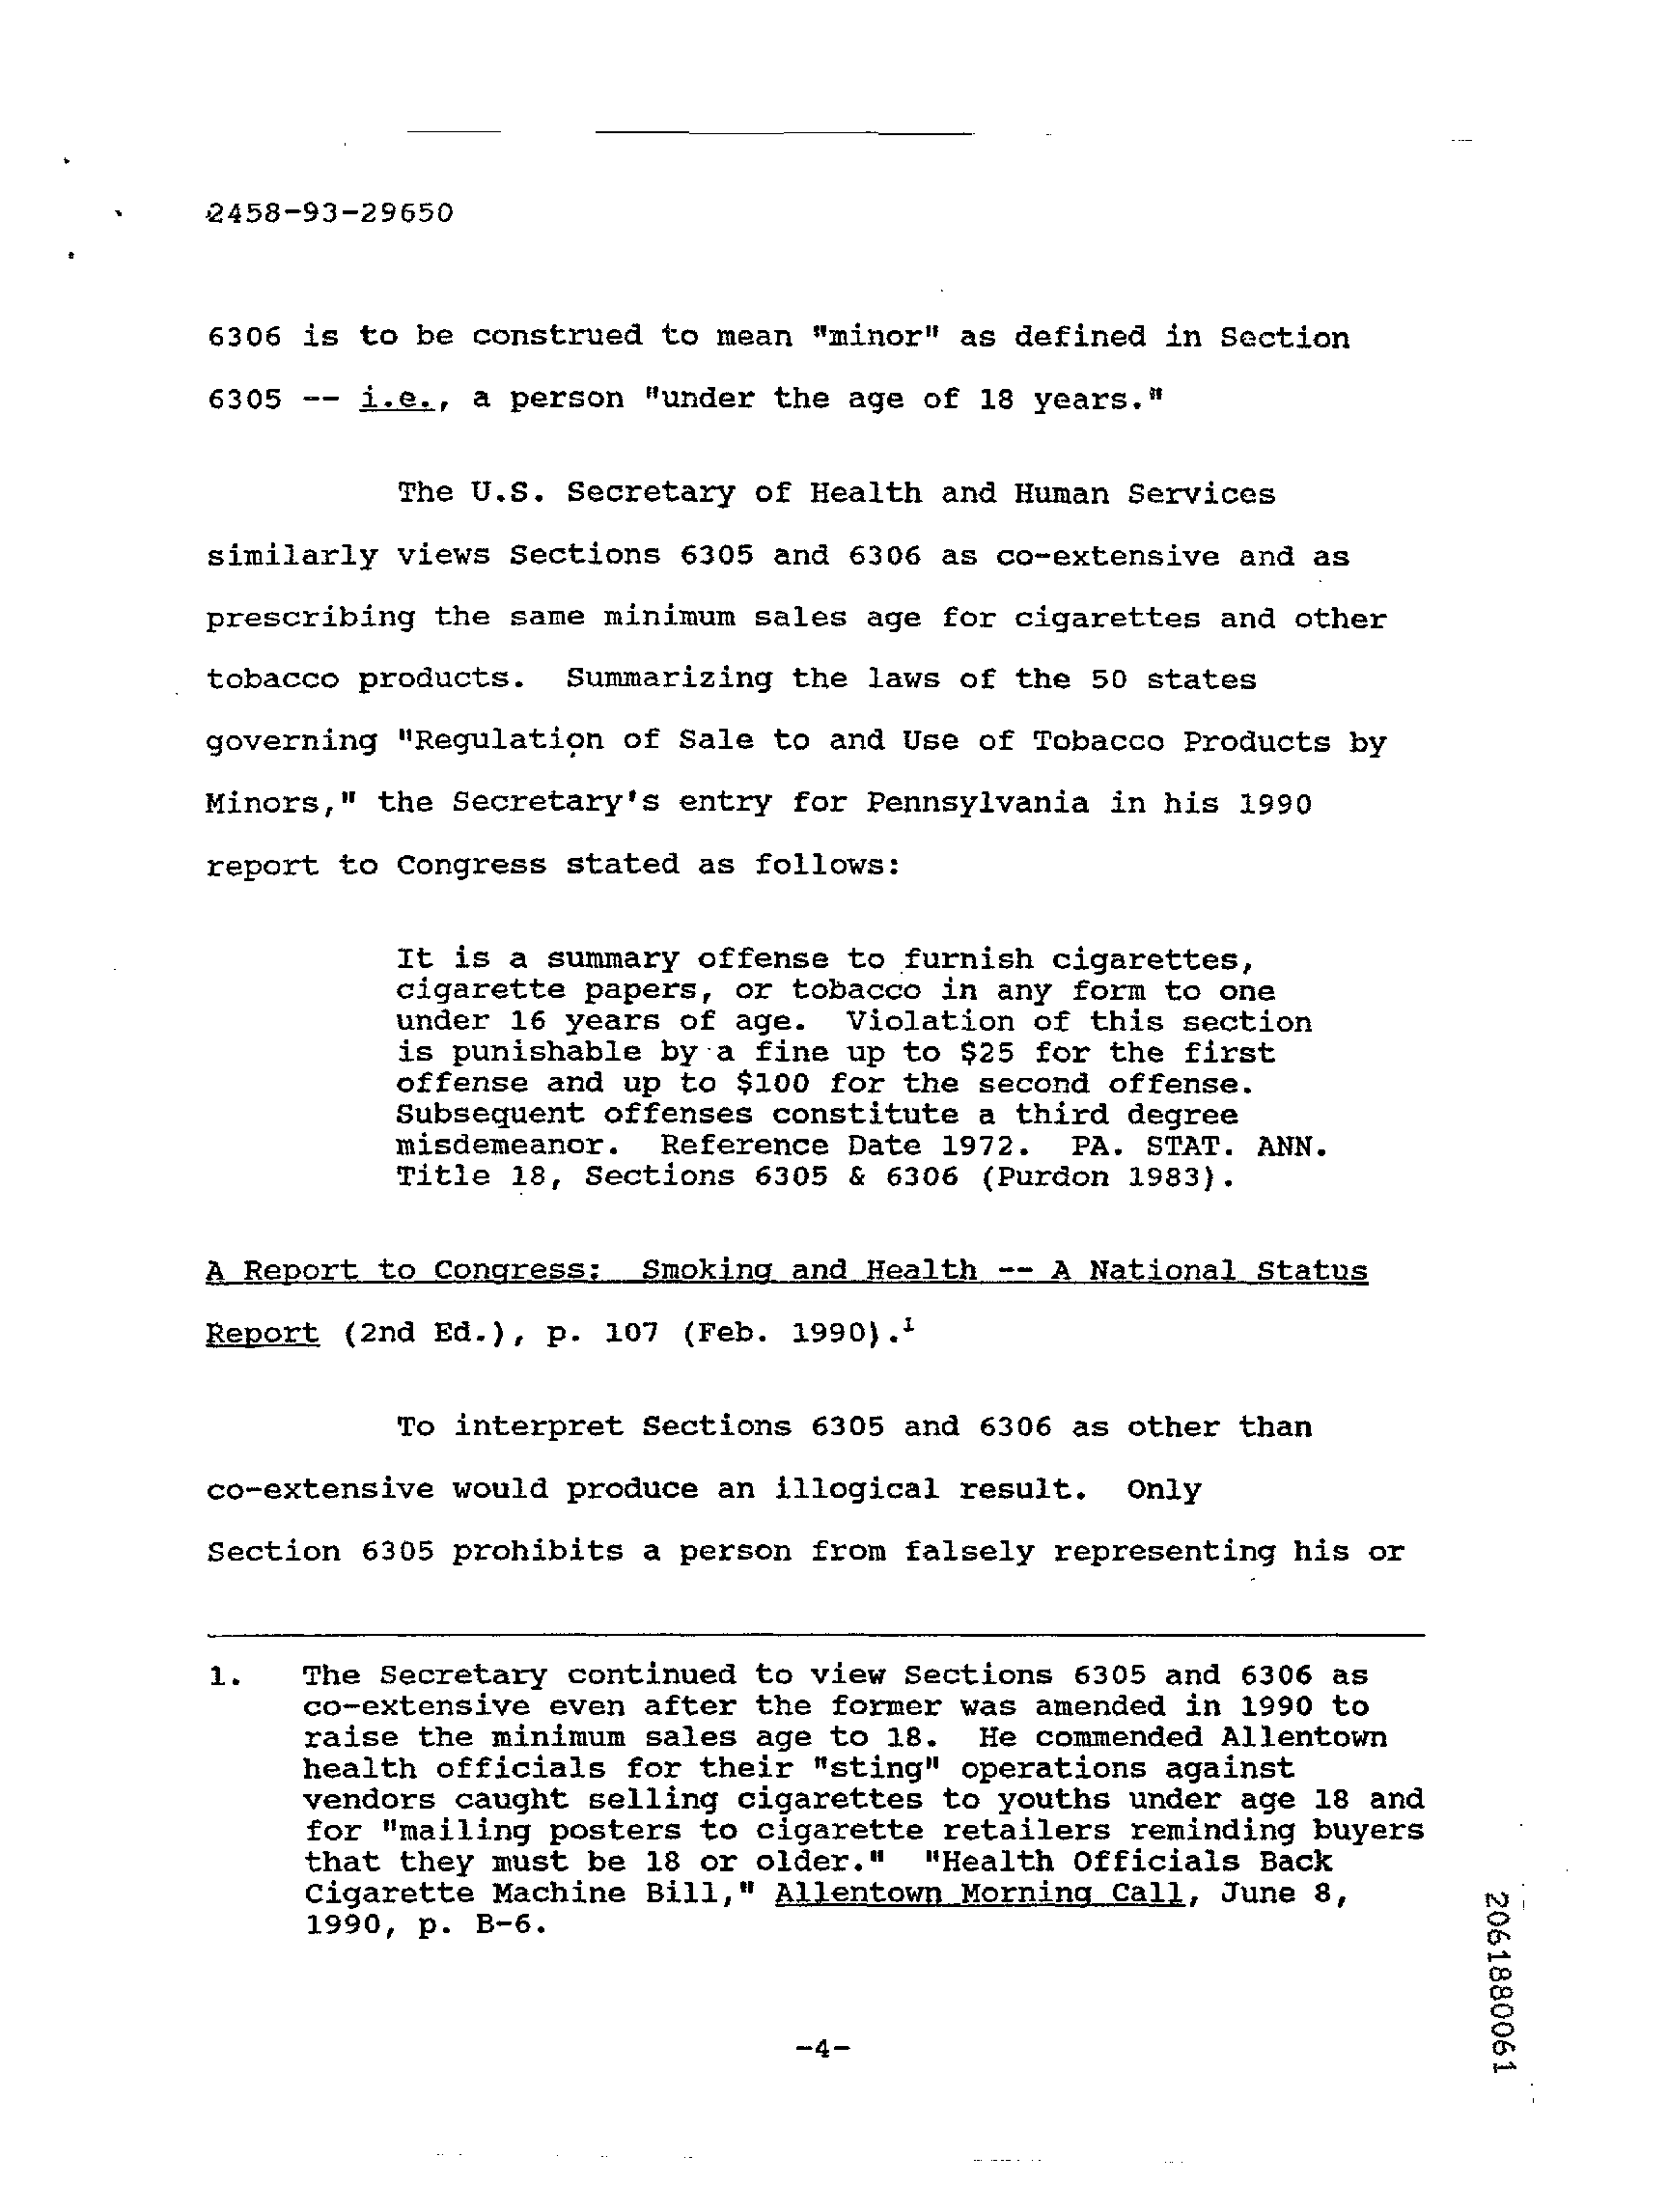 2458-93-29650
6306 is to be construed to mean "minor" as defined in Section
6305 -- i.e., a person "under the age of 18 years."
The U.S. Secretary of Health and Human Services
similarly views Sections 6305 and 6306 as co-extensive and as
prescribing the same minimum sales age for cigarettes and other
tobacco products.  Summarizing the laws of the 50 states
governing "Regulation of Sale to and Use of Tobacco Products by
Minors," the Secretary's entry for Pennsylvania in his 1990
report to Congress stated as follows:
It is a summary offense to furnish cigarettes,
cigarette papers, or tobacco in any form to one
under 16 years of age.  Violation of this section
is punishable by a fine up to $25 for the first
offense and up to $100 for the second offense.
Subsequent offenses constitute a third degree
misdemeanor.  Reference Date 1972.  PA. STAT. ANN.
Title 18, Sections 6305 & 6306 (Purdon 1983).
A Report to Congress:  Smoking and Health -- A National Status
Report (2nd Ed.), p. 107 (Feb. 1990).1
To interpret Sections 6305 and 6306 as other than
co-extensive would produce an illogical result.  Only
Section 6305 prohibits a person from falsely representing his or
1. The Secretary continued to view Sections 6305 and 6306 as
co-extensive even after the former was amended in 1990 to
raise the minimum sales age to 18.  He commended Allentown
health officials for their "sting" operations against
vendors caught selling cigarettes to youths under age 18 and
for "mailing posters to cigarette retailers reminding buyers
that they must be 18 or older."  "Health Officials Back
Cigarette Machine Bill," Allentown Morning Call, June 8,
1990, p. B-6.
-4-
2061880061